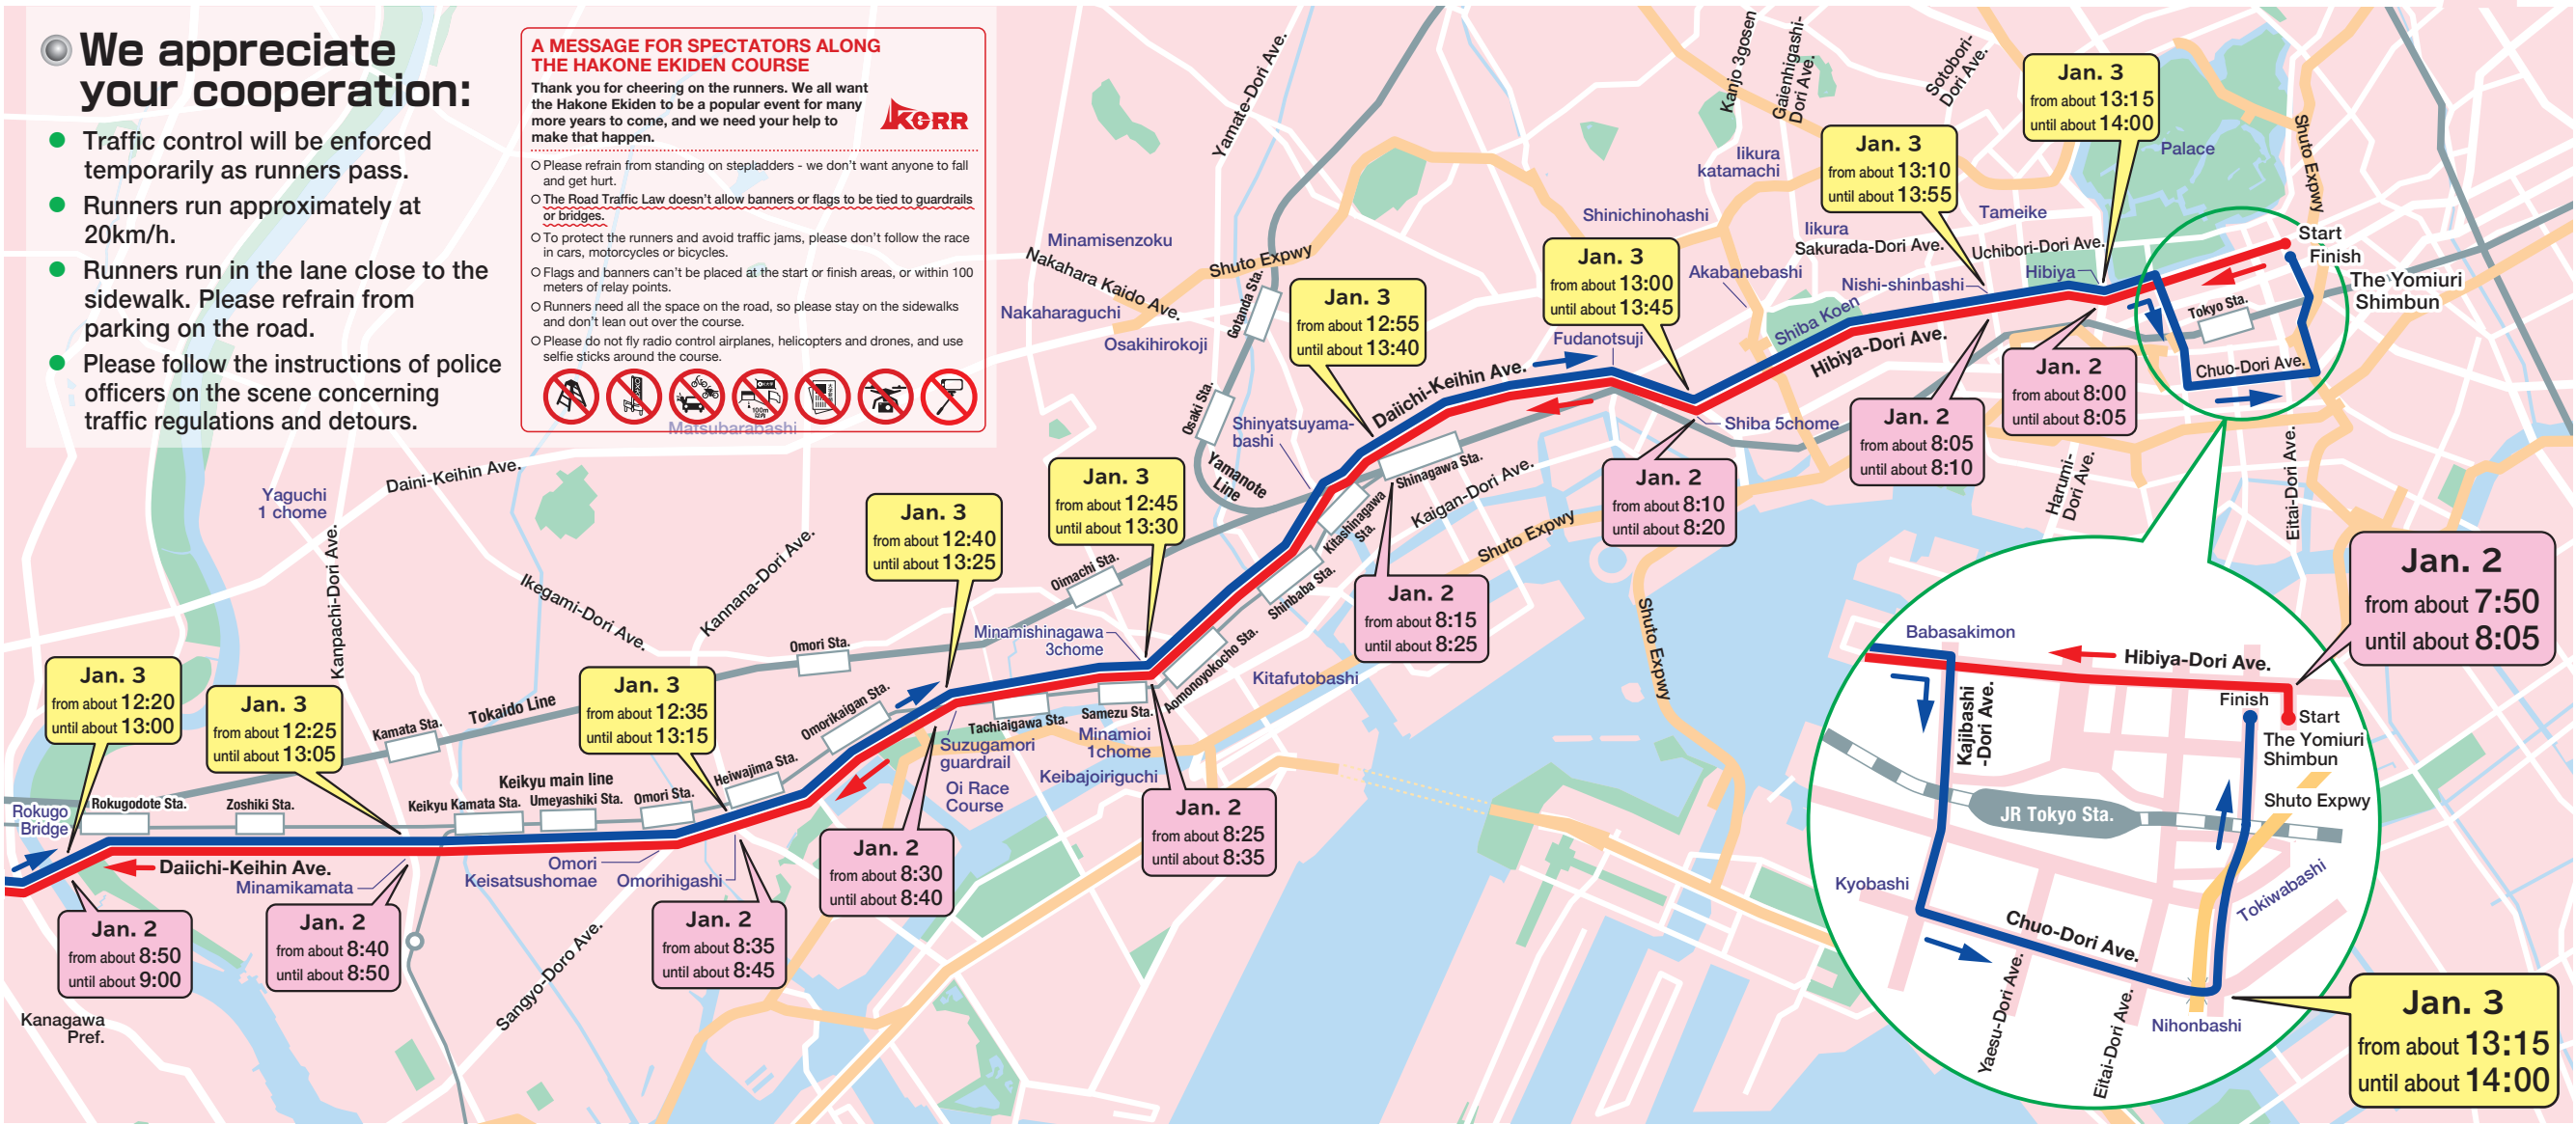 We appreciate
your cooperation:
Traffic control will be enforced
temporarily as runners pass.
Runners run approximately at
20km/h.
Runners run in the lane close to the
sidewalk. Please refrain from
parking on the road.
Please follow the instructions of police
officers on the scene concerning
traffic regulations and detours.
A MESSAGE FOR SPECTATORS ALONG
THE HAKONE EKIDEN COURSE
Thank you for cheering on the runners. We all want
the Hakone Ekiden to be a popular event for many
more years to come, and we need your help to
make that happen.
KGRR
Please refrain from standing on stepladders - we don't want anyone to fall
and get hurt.
The Road Traffic Law doesn't allow banners or flags to be tied to guardrails
or bridges.
To protect the runners and avoid traffic jams, please don't follow the race
in cars, motorcycles or bicycles.
Flags and banners can't be placed at the start or finish areas, or within 100
meters of relay points.
Runners need all the space on the road, so please stay on the sidewalks
and don't lean out over the course.
Please do not fly radio control airplanes, helicopters and drones, and use
selfie sticks around the course.
100m
Matsubarabashi
Yamate-Dori Ave.
Kanjo 3gosen
Gaienhigashi-
Dori Ave.
Sotobori-
Dori Ave.
Jan. 3
from about 13:15
until about 14:00
Shuto Expwy
Palace
Jan. 3
from about 13:10
until about 13:55
Iikura
katamachi
Shinichinohashi
Tameike
Iikura
Sakurada-Dori Ave.
Uchibori-Dori Ave.
Minamisenzoku
Nakahara Kaido Ave.
Shuto Expwy
Nakaharaguchi
Osakihirokoji
Gotanda Sta.
Osaki Sta.
Jan. 3
from about 13:00
until about 13:45
Akabanebashi
Nishi-shinbashi
Hibiya
Start
Finish
The Yomiuri
Shimbun
Tokyo Sta.
Chuo-Dori Ave.
Jan. 3
from about 12:55
until about 13:40
Fudanotsuji
Shiba Koen
Hibiya-Dori Ave.
Daiichi-Keihin Ave.
Shiba 5chome
Jan. 2
from about 8:00
until about 8:05
Jan. 2
from about 8:05
until about 8:10
Shinyatsuyama-
bashi
Yamanote
Line
Shinagawa Sta.
Kitashinagawa
Sta.
Kaigan-Dori Ave.
Shuto Expwy
Jan. 2
from about 8:10
until about 8:20
Harumi-
Dori Ave.
Eitai-Dori Ave.
Daini-Keihin Ave.
Yaguchi
1 chome
Kanpachi-Dori Ave.
Ikegami-Dori Ave.
Kannana-Dori Ave.
Jan. 3
from about 12:45
until about 13:30
Jan. 3
from about 12:40
until about 13:25
Oimachi Sta.
Shinbaba Sta.
Jan. 2
from about 8:15
until about 8:25
Shuto Expwy
Minamishinagawa
3chome
Omori Sta.
Aomonoyokocho Sta.
Kitafutobashi
Jan. 3
from about 12:20
until about 13:00
Jan. 3
from about 12:25
until about 13:05
Jan. 3
from about 12:35
until about 13:15
Kamata Sta.
Tokaido Line
Omorikaigan Sta.
Tachiaigawa Sta.
Samezu Sta.
Suzugamori
guardrail
Minamioi
1chome
Keibajoiriguchi
Oi Race
Course
Heiwajima Sta.
Keikyu main line
Rokugo
Bridge
Rokugodote Sta.
Zoshiki Sta.
Keikyu Kamata Sta.
Umeyashiki Sta.
Omori Sta.
Daiichi-Keihin Ave.
Minamikamata
Omori
Keisatsushomae
Omorihigashi
Jan. 2
from about 8:25
until about 8:35
Jan. 2
from about 8:30
until about 8:40
Jan. 2
from about 8:35
until about 8:45
Jan. 2
from about 8:40
until about 8:50
Jan. 2
from about 8:50
until about 9:00
Sangyo-Doro Ave.
Kanagawa
Pref.
Jan. 2
from about 7:50
until about 8:05
Babasakimon
Hibiya-Dori Ave.
Kajibashi
-Dori Ave.
Finish
Start
The Yomiuri
Shimbun
Shuto Expwy
JR Tokyo Sta.
Kyobashi
Tokiwabashi
Chuo-Dori Ave.
Yaesu-Dori Ave.
Eitai-Dori Ave.
Nihonbashi
Jan. 3
from about 13:15
until about 14:00